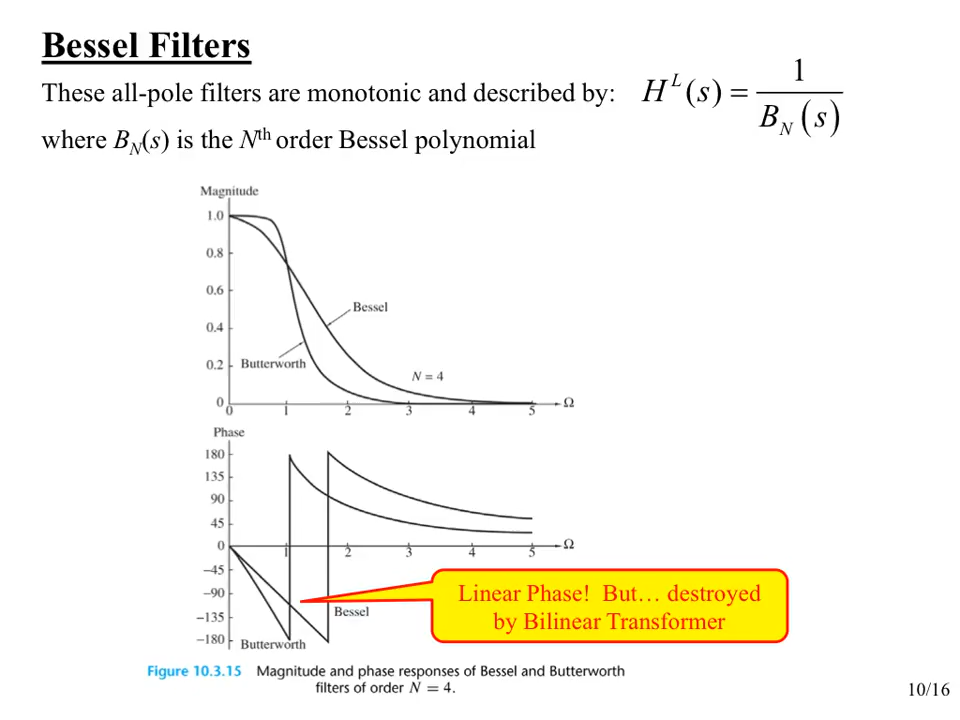 Bessel Filters
These all-pole filters are monotonic and described by: H^L(s) = 1 / B_N(s)
where B_N(s) is the N^th order Bessel polynomial
Magnitude
1.0
0.8
0.6
Bessel
0.4
Butterworth
0.2
N = 4
0
0 1 2 3 4 5 Ω
Phase
180
135
90
45
0
1 2 3 4 5 Ω
−45
−90
−135
−180
Bessel
Butterworth
Linear Phase! But… destroyed
by Bilinear Transformer
Figure 10.3.15 Magnitude and phase responses of Bessel and Butterworth
filters of order N = 4.
10/16